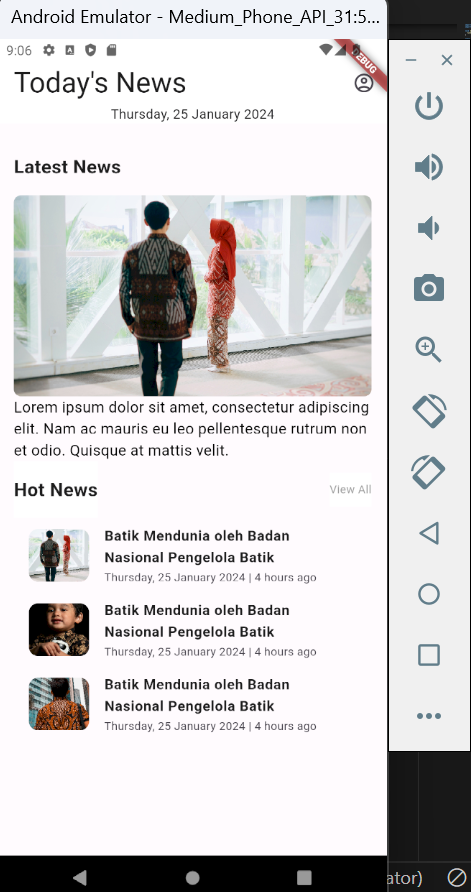 Android Emulator - Medium_Phone_API_31:5...
9:06
DEBUG
Today's News
Thursday, 25 January 2024
Latest News
Lorem ipsum dolor sit amet, consectetur adipiscing
elit. Nam ac mauris eu leo pellentesque rutrum non
et odio. Quisque at mattis velit.
Hot News
View All
Batik Mendunia oleh Badan
Nasional Pengelola Batik
Thursday, 25 January 2024 | 4 hours ago
Batik Mendunia oleh Badan
Nasional Pengelola Batik
Thursday, 25 January 2024 | 4 hours ago
Batik Mendunia oleh Badan
Nasional Pengelola Batik
Thursday, 25 January 2024 | 4 hours ago
ator)